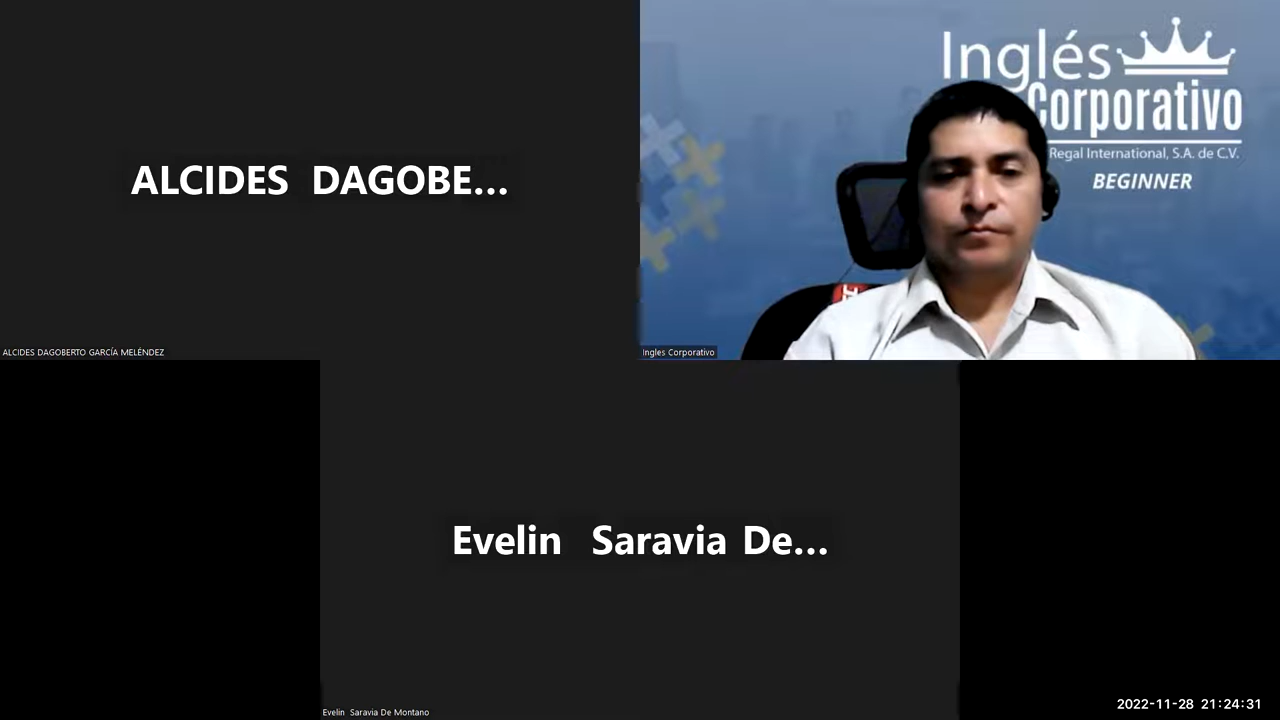 ALCIDES DAGOBE...
ALCIDES DAGOBERTO GARCÍA MELÉNDEZ
Inglés
Corporativo
Regal International, S.A. de C.V.
BEGINNER
Ingles Corporativo
Evelin Saravia De...
Evelin Saravia De Montano
2022-11-28 21:24:31